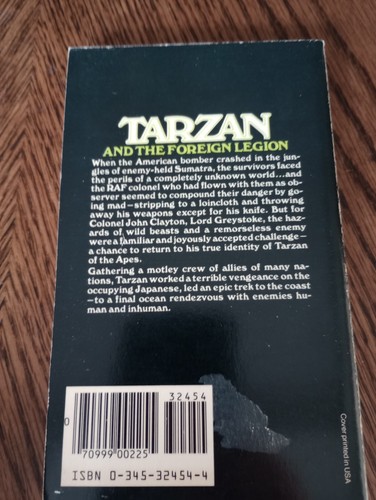 TARZAN
AND THE FOREIGN LEGION
When the American bomber crashed in the jun-
gles of enemy-held Sumatra, the survivors faced
the perils of a completely unknown world...and
the RAF colonel who had flown with them as ob-
server seemed to compound their danger by go-
ing mad—stripping to a loincloth and throwing
away his weapons except for his knife. But for
Colonel John Clayton, Lord Greystoke, the haz-
ards of wild beasts and a remorseless enemy
were a familiar and joyously accepted challenge—
a chance to return to his true identity of Tarzan
of the Apes.
Gathering a motley crew of allies of many na-
tions, Tarzan worked a terrible vengeance on the
occupying Japanese, led an epic trek to the coast
—to a final ocean rendezvous with enemies hu-
man and inhuman.
32454
0
70999 00225
ISBN 0-345-32454-4
Cover printed in USA